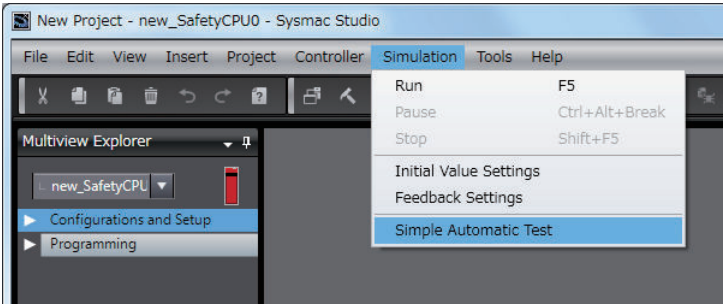 New Project - new_SafetyCPU0 - Sysmac Studio
File Edit View Insert Project Controller Simulation Tools Help
Run F5
Pause Ctrl+Alt+Break
Stop Shift+F5
Initial Value Settings
Feedback Settings
Simple Automatic Test
Multiview Explorer
new_SafetyCPU
Configurations and Setup
Programming